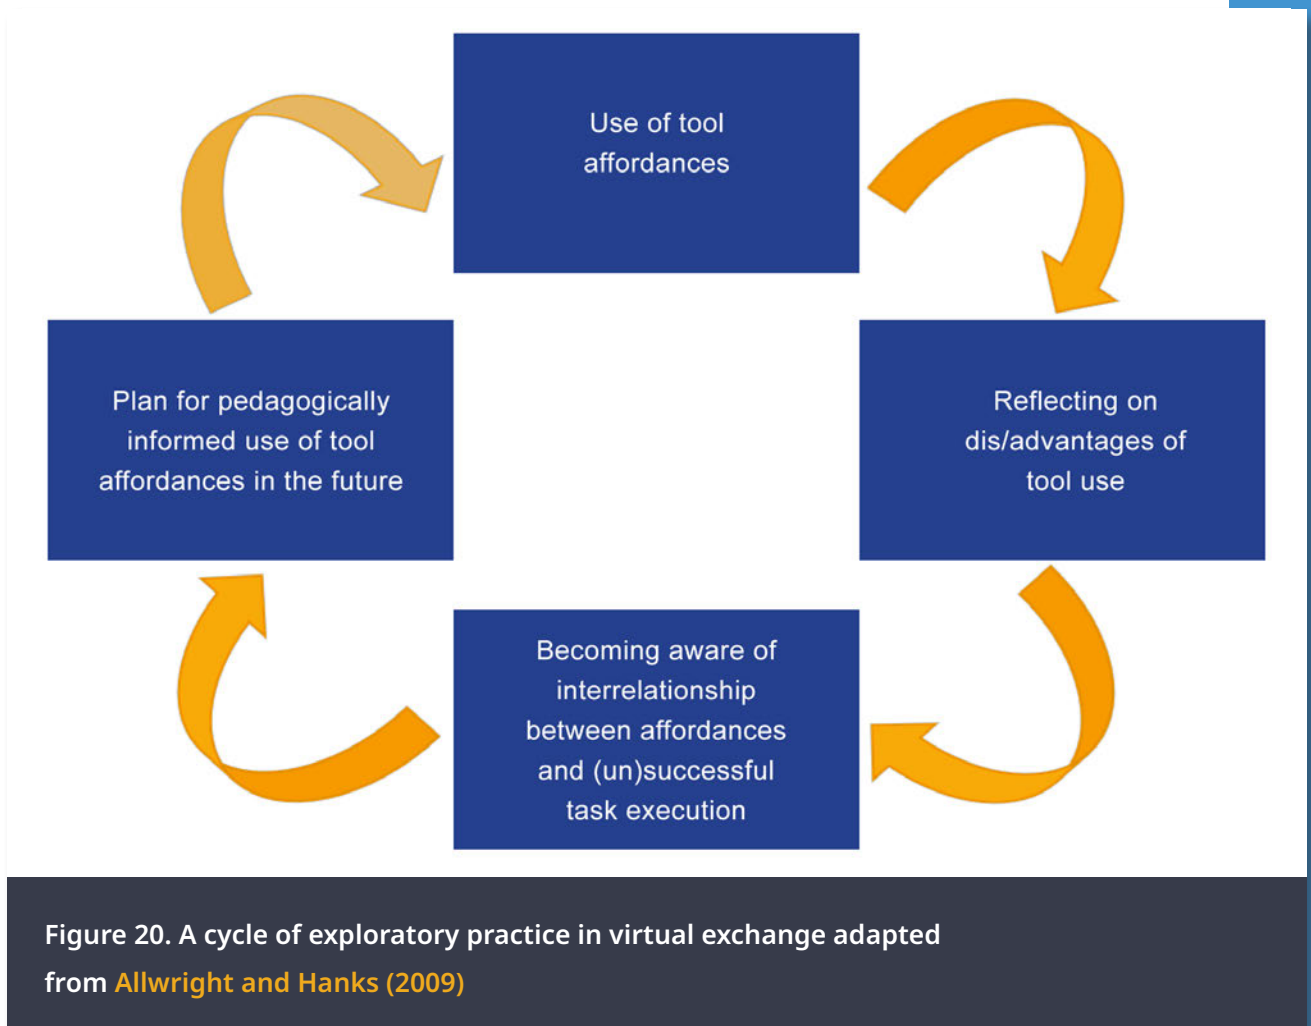 Use of tool
affordances
Reflecting on
dis/advantages of
tool use
Becoming aware of
interrelationship
between affordances
and (un)successful
task execution
Plan for pedagogically
informed use of tool
affordances in the future
Figure 20. A cycle of exploratory practice in virtual exchange adapted
from Allwright and Hanks (2009)